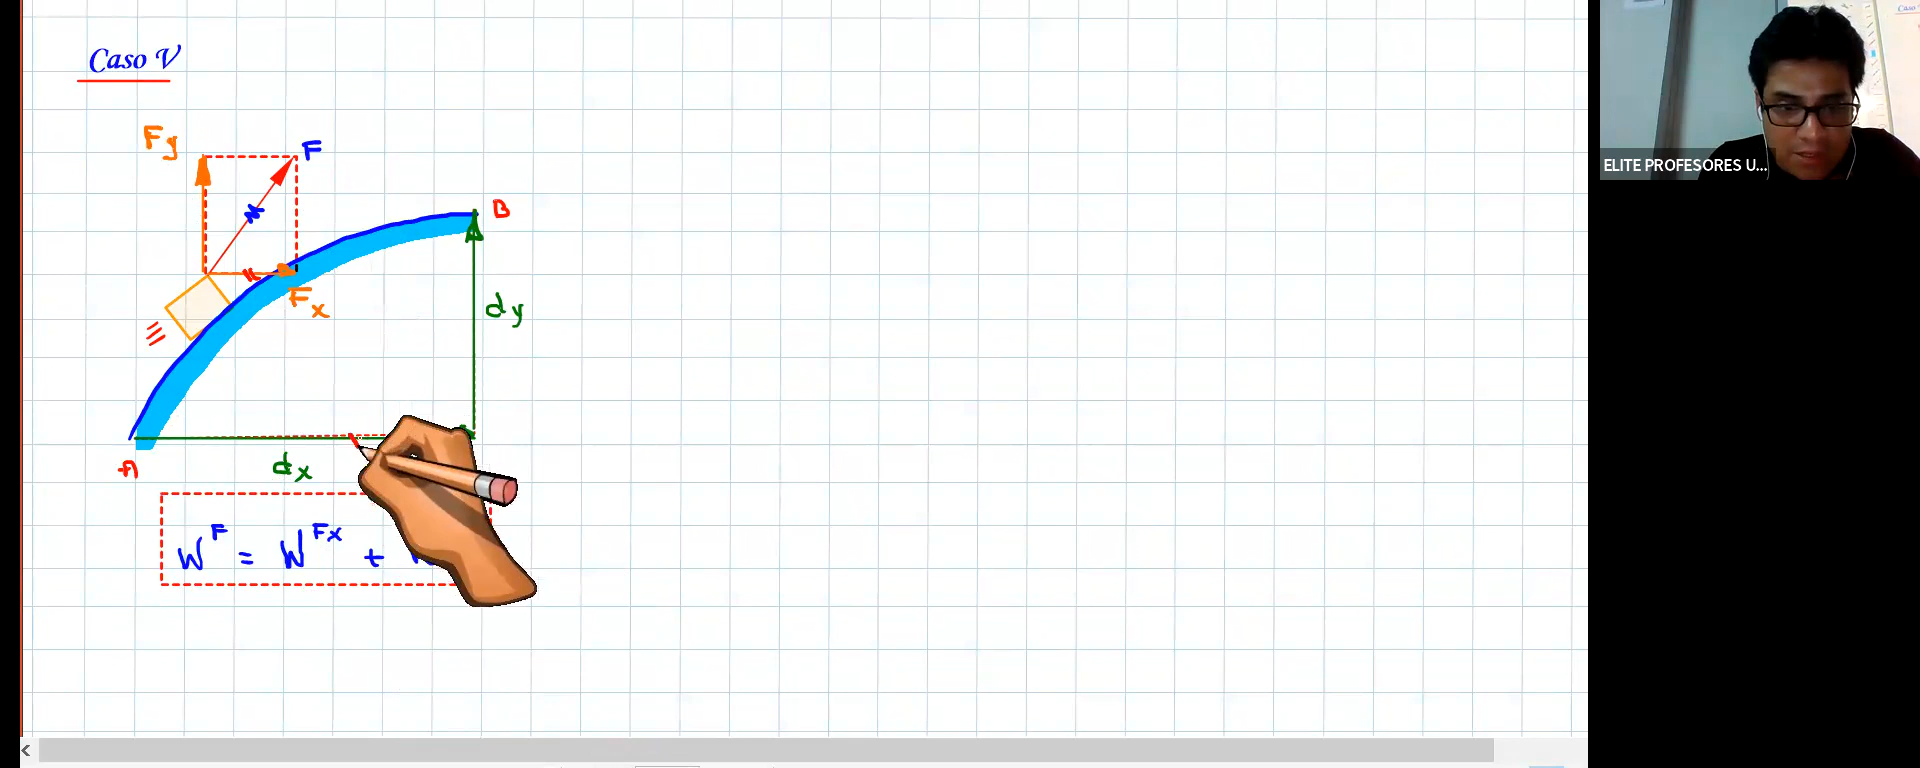 Caso V
Fy
F
B
Fx
dy
A
dx
W^F = W^Fx +
ELITE PROFESORES U...